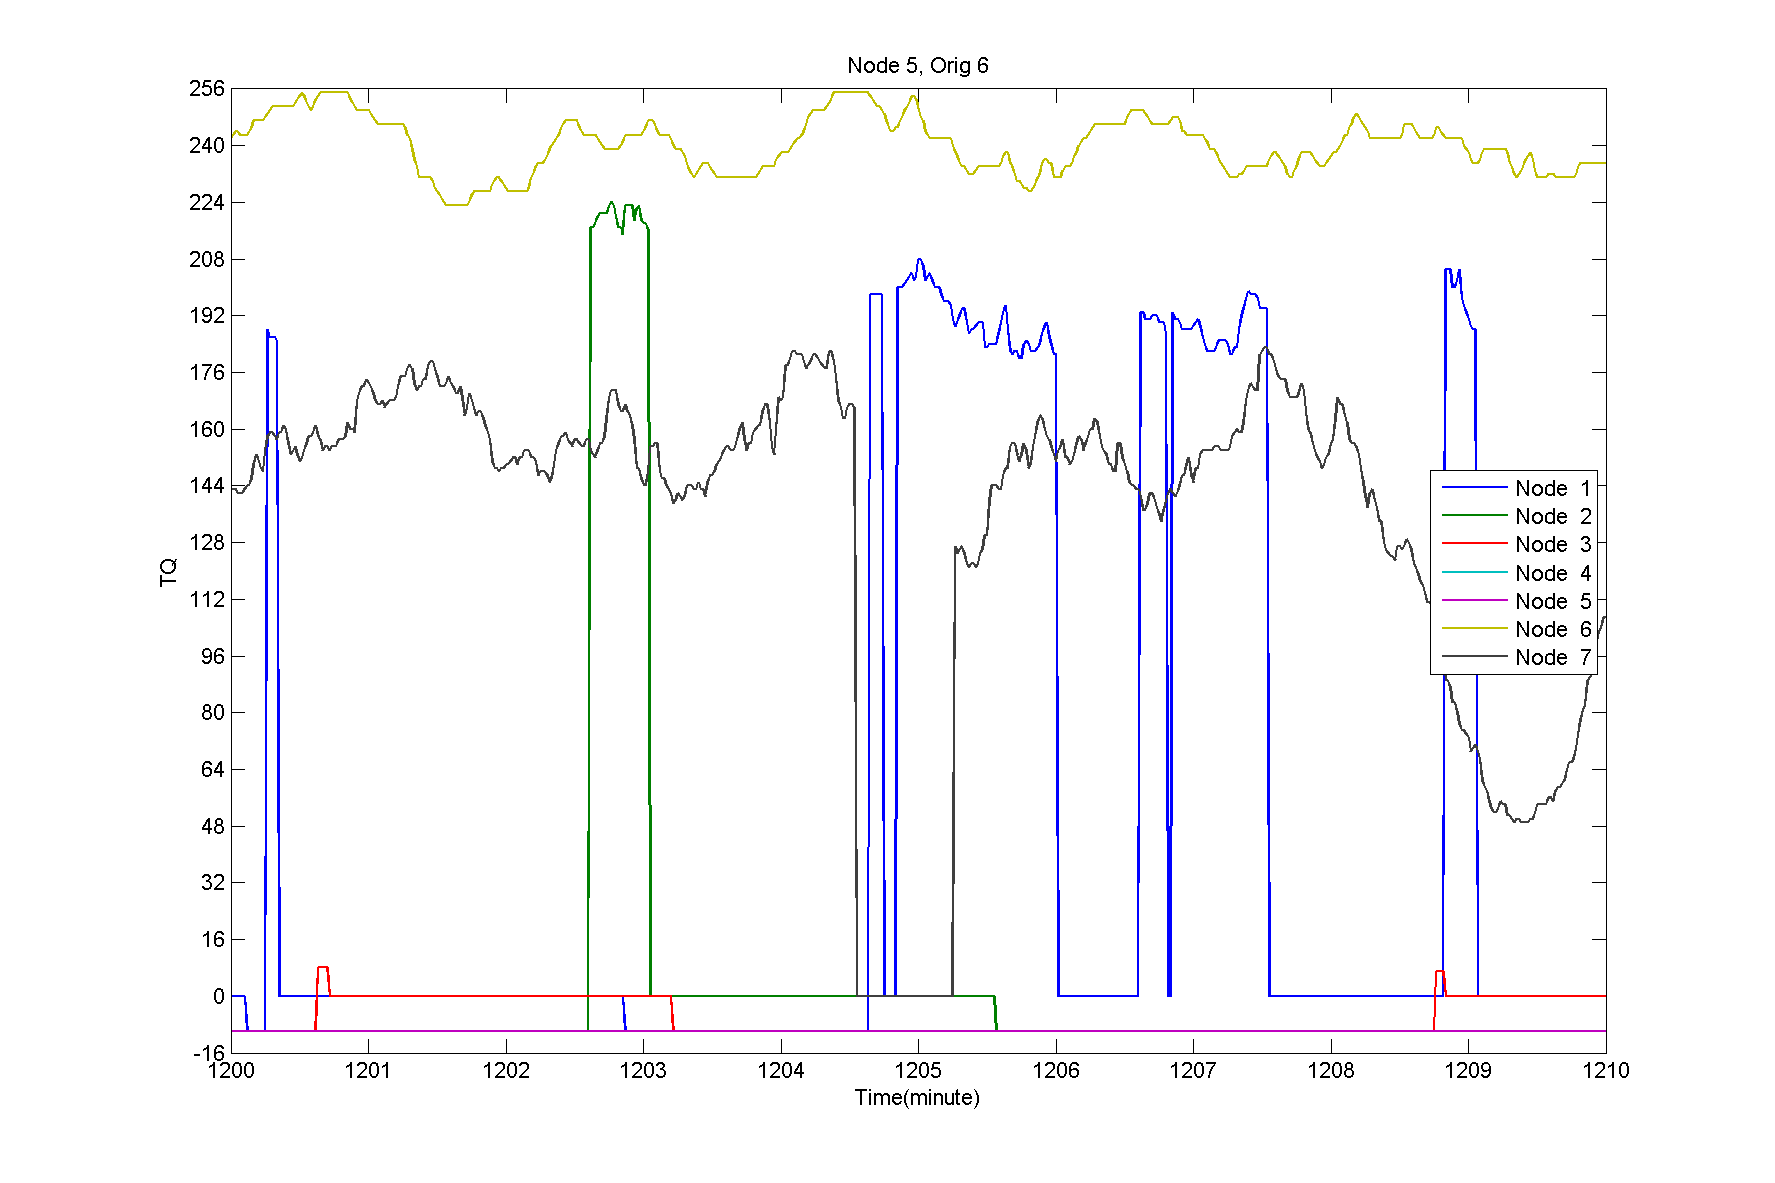 Node 5, Orig 6
256
240
224
208
192
176
160
144
128
112
96
80
64
48
32
16
0
-16
TQ
Node 1
Node 2
Node 3
Node 4
Node 5
Node 6
Node 7
1200 1201 1202 1203 1204 1205 1206 1207 1208 1209 1210
Time(minute)